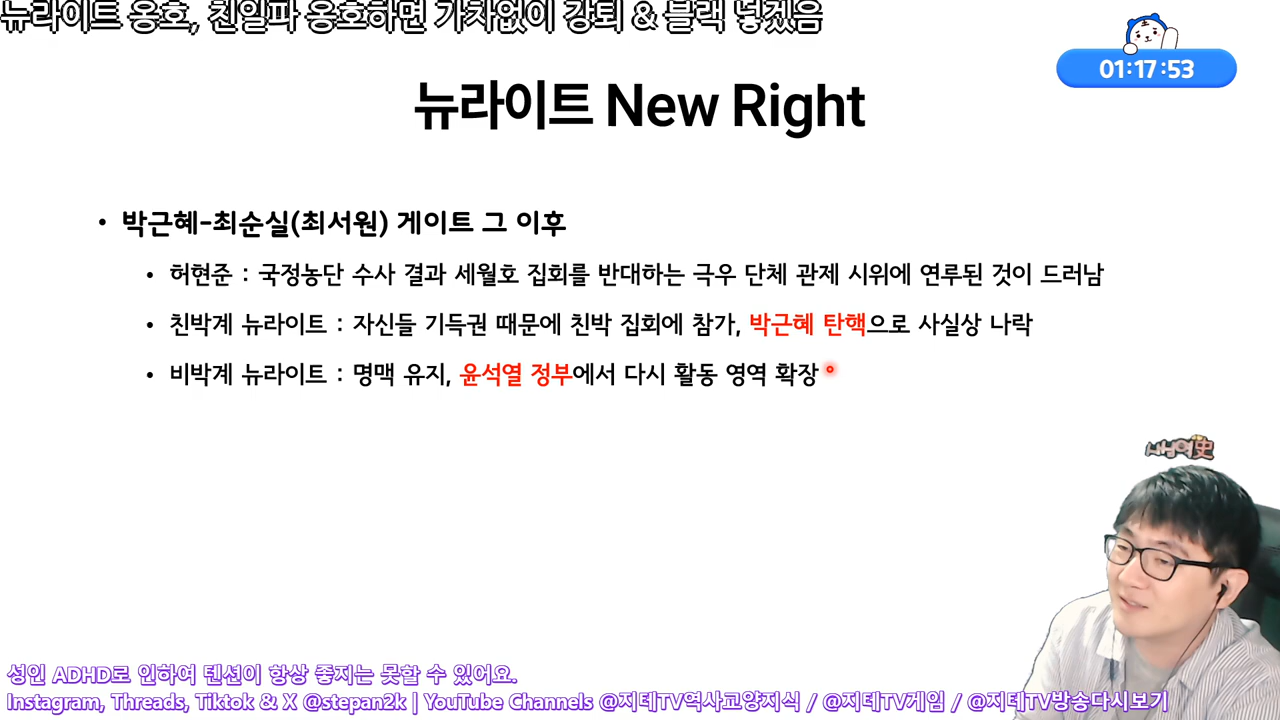 뉴라이트 옹호, 친일파 옹호하면 가차없이 강퇴 & 블랙 넣겠음
01:17:53
뉴라이트 New Right
• 박근혜-최순실(최서원) 게이트 그 이후
• 허현준 : 국정농단 수사 결과 세월호 집회를 반대하는 극우 단체 관제 시위에 연루된 것이 드러남
• 친박계 뉴라이트 : 자신들 기득권 때문에 친박 집회에 참가, 박근혜 탄핵으로 사실상 나락
• 비박계 뉴라이트 : 명맥 유지, 윤석열 정부에서 다시 활동 영역 확장
성인 ADHD로 인하여 텐션이 항상 좋지는 못할 수 있어요.
Instagram, Threads, Tiktok & X @stepan2k | YouTube Channels @지테TV역사교양지식 / @지테TV게임 / @지테TV방송다시보기